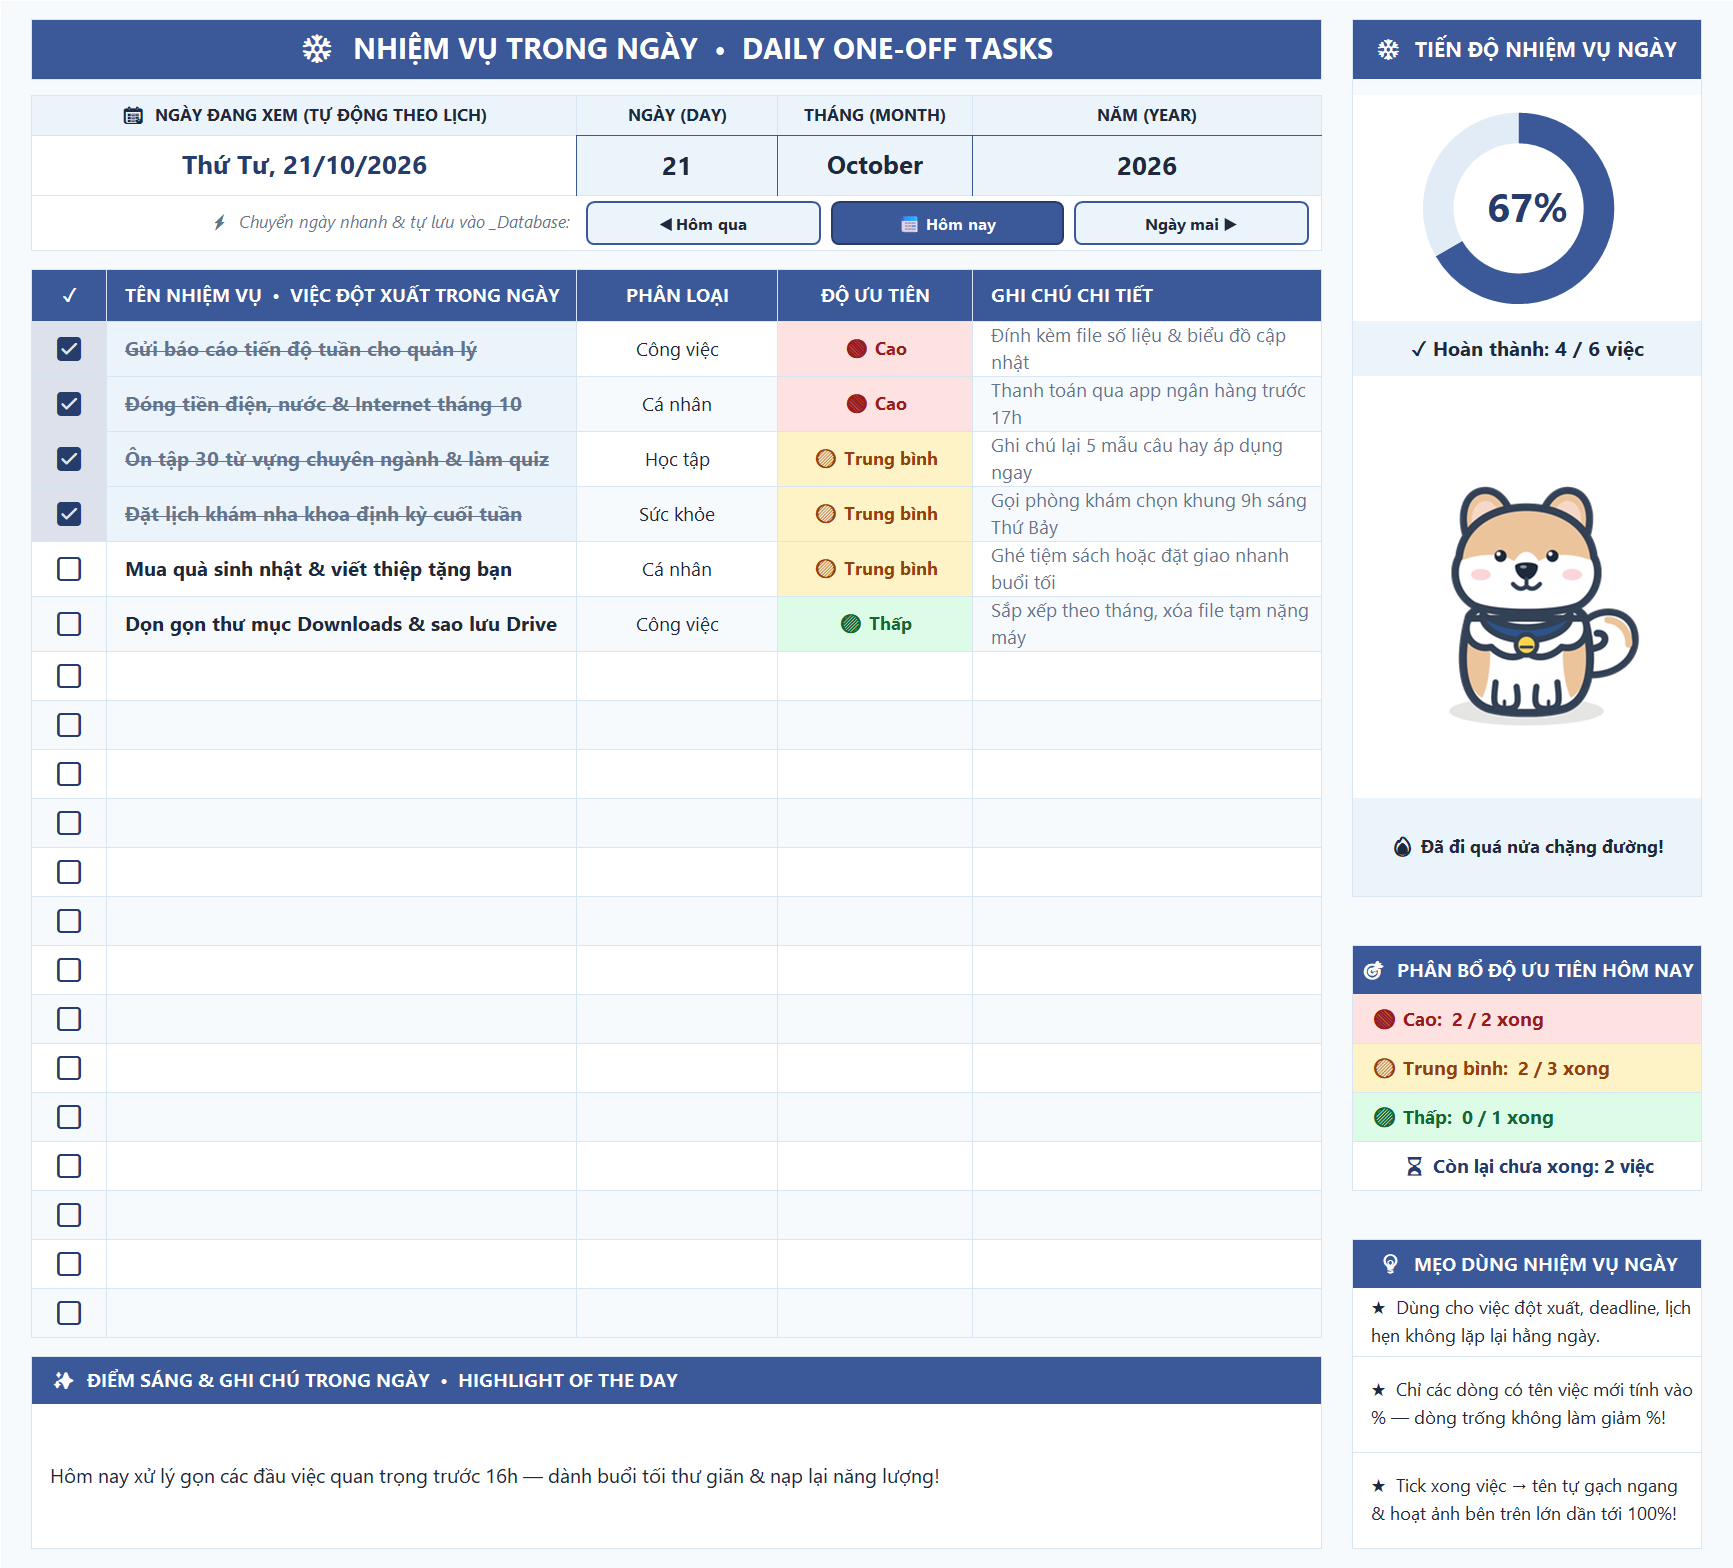 NHIỆM VỤ TRONG NGÀY • DAILY ONE-OFF TASKS
NGÀY ĐANG XEM (TỰ ĐỘNG THEO LỊCH)
NGÀY (DAY)
THÁNG (MONTH)
NĂM (YEAR)
Thứ Tư, 21/10/2026
21
October
2026
Chuyển ngày nhanh & tự lưu vào _Database:
◀ Hôm qua
Hôm nay
Ngày mai ▶
✓
TÊN NHIỆM VỤ • VIỆC ĐỘT XUẤT TRONG NGÀY
PHÂN LOẠI
ĐỘ ƯU TIÊN
GHI CHÚ CHI TIẾT
Gửi báo cáo tiến độ tuần cho quản lý
Công việc
Cao
Đính kèm file số liệu & biểu đồ cập
nhật
Đóng tiền điện, nước & Internet tháng 10
Cá nhân
Cao
Thanh toán qua app ngân hàng trước
17h
Ôn tập 30 từ vựng chuyên ngành & làm quiz
Học tập
Trung bình
Ghi chú lại 5 mẫu câu hay áp dụng
ngay
Đặt lịch khám nha khoa định kỳ cuối tuần
Sức khỏe
Trung bình
Gọi phòng khám chọn khung 9h sáng
Thứ Bảy
Mua quà sinh nhật & viết thiệp tặng bạn
Cá nhân
Trung bình
Ghé tiệm sách hoặc đặt giao nhanh
buổi tối
Dọn gọn thư mục Downloads & sao lưu Drive
Công việc
Thấp
Sắp xếp theo tháng, xóa file tạm nặng
máy
ĐIỂM SÁNG & GHI CHÚ TRONG NGÀY • HIGHLIGHT OF THE DAY
Hôm nay xử lý gọn các đầu việc quan trọng trước 16h — dành buổi tối thư giãn & nạp lại năng lượng!
TIẾN ĐỘ NHIỆM VỤ NGÀY
67%
✓ Hoàn thành: 4 / 6 việc
Đã đi quá nửa chặng đường!
PHÂN BỔ ĐỘ ƯU TIÊN HÔM NAY
Cao: 2 / 2 xong
Trung bình: 2 / 3 xong
Thấp: 0 / 1 xong
Còn lại chưa xong: 2 việc
MẸO DÙNG NHIỆM VỤ NGÀY
★ Dùng cho việc đột xuất, deadline, lịch
hẹn không lặp lại hằng ngày.
★ Chỉ các dòng có tên việc mới tính vào
% — dòng trống không làm giảm %!
★ Tick xong việc → tên tự gạch ngang
& hoạt ảnh bên trên lớn dần tới 100%!